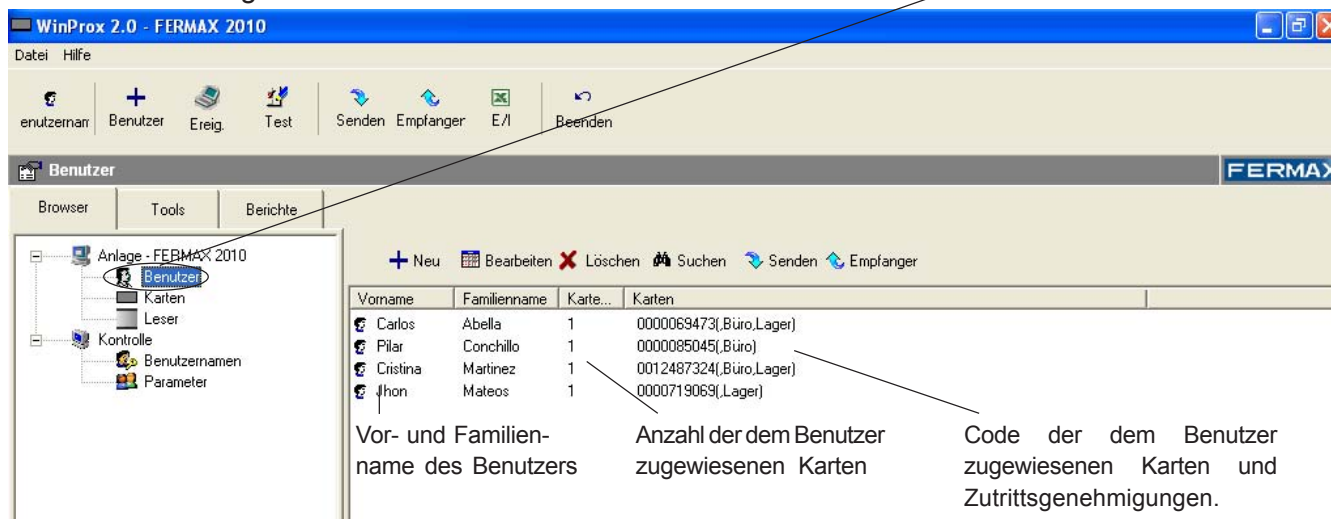 WinProx 2.0 - FERMAX 2010
Datei Hilfe
enutzernam Benutzer Ereig. Test Senden Empfanger E/I Beenden
Benutzer FERMAX
Browser Tools Berichte
Anlage - FERMAX 2010
Benutzer
Karten
Leser
Kontrolle
Benutzernamen
Parameter
Neu Bearbeiten Löschen Suchen Senden Empfanger
Vorname Familienname Karte... Karten
Carlos Abella 1 0000069473(,Büro,Lager)
Pilar Conchillo 1 0000085045(,Büro)
Cristina Martinez 1 0012487324(,Büro,Lager)
Jhon Mateos 1 0000719069(,Lager)
Vor- und Familien-
name des Benutzers
Anzahl der dem Benutzer
zugewiesenen Karten
Code der dem Benutzer
zugewiesenen Karten und
Zutrittsgenehmigungen.